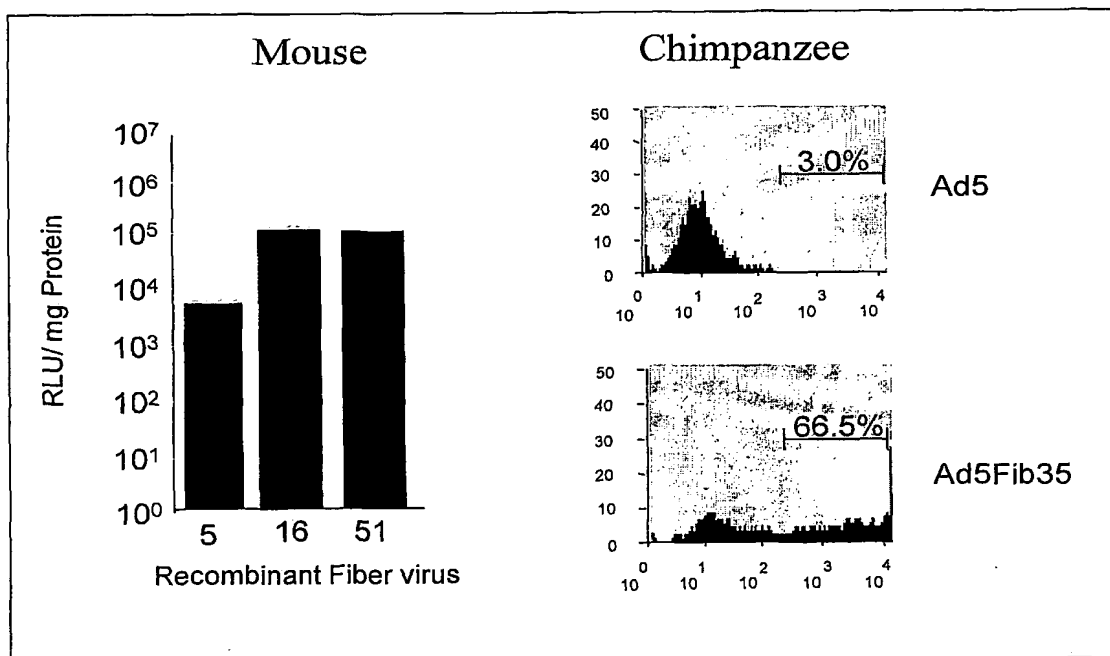 Mouse
Chimpanzee
10⁷
10⁶
10⁵
10⁴
10³
10²
10¹
10⁰
RLU/ mg Protein
5 16 51
Recombinant Fiber virus
50
40
30
20
10
0
3.0%
Ad5
10⁰ 10¹ 10² 10³ 10⁴
50
40
30
20
10
0
66.5%
Ad5Fib35
10⁰ 10¹ 10² 10³ 10⁴